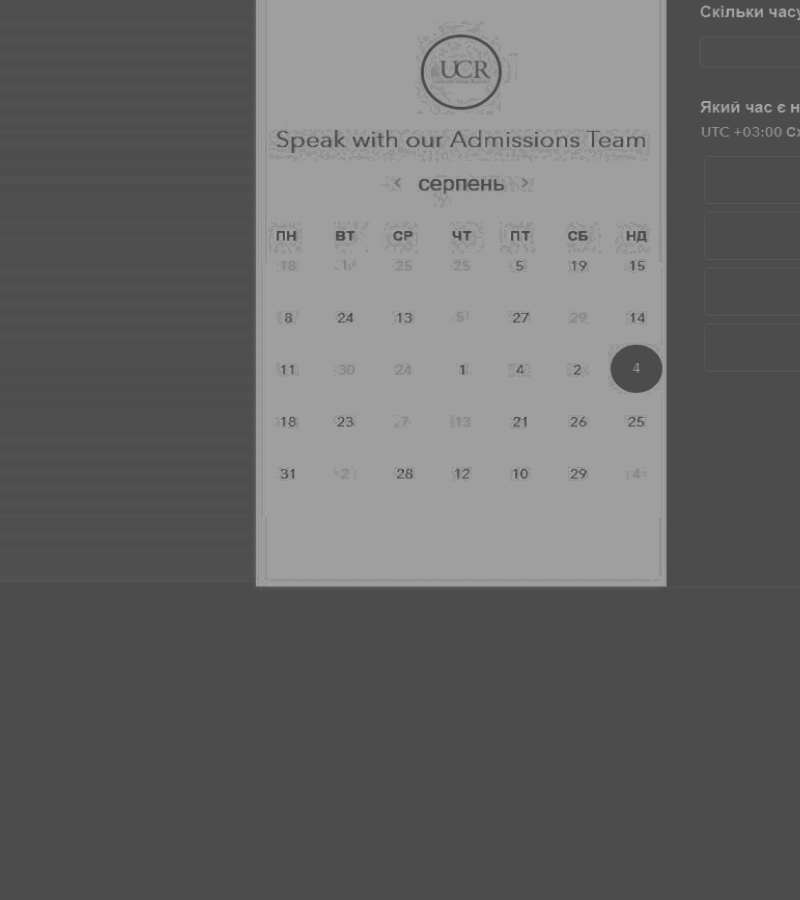 Скільки часу
UCR
Який час є н
Speak with our Admissions Team
UTC +03:00 Сх
< серпень >
ПН ВТ СР ЧТ ПТ СБ НД
18 25 25 5 19 15
8 24 13 5 27 29 14
11 30 24 1 4 2 4
18 23 7 13 21 26 25
31 2 28 12 10 29 4